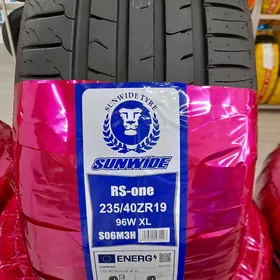 SUNWIDE TYRE
SUNWIDE
RS-one
235/40ZR19
96W XL
S06M3H
ENERG